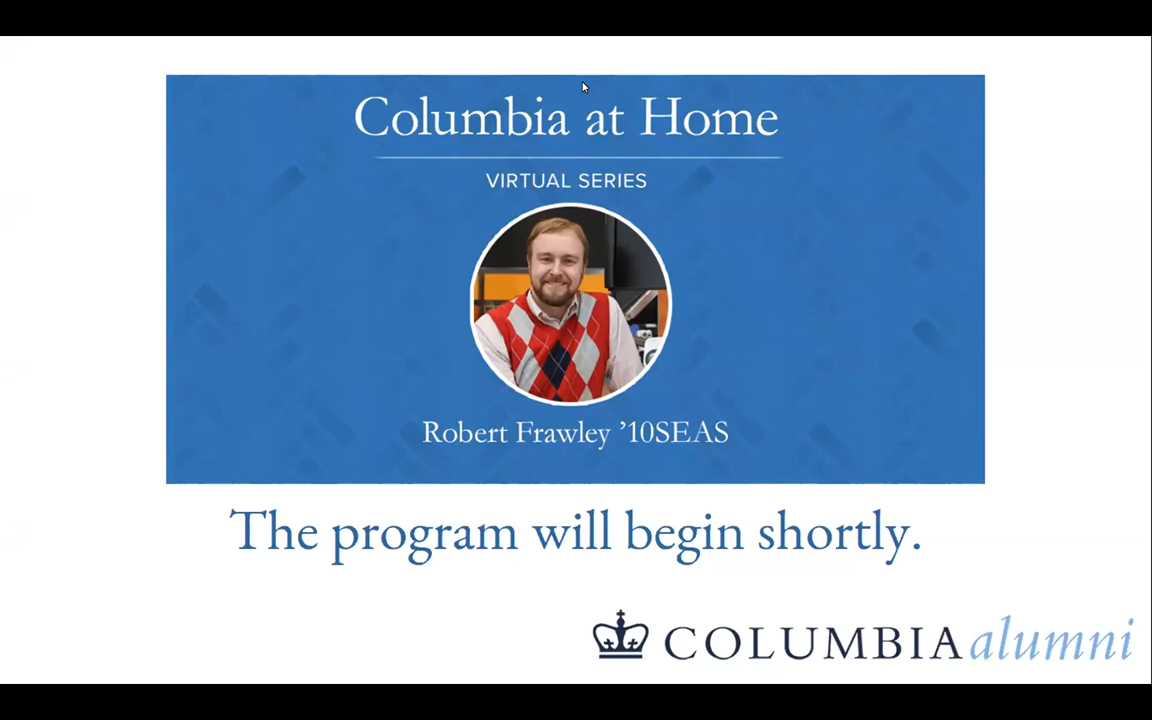 Columbia at Home
VIRTUAL SERIES
Robert Frawley ’10SEAS
The program will begin shortly.
COLUMBIA alumni